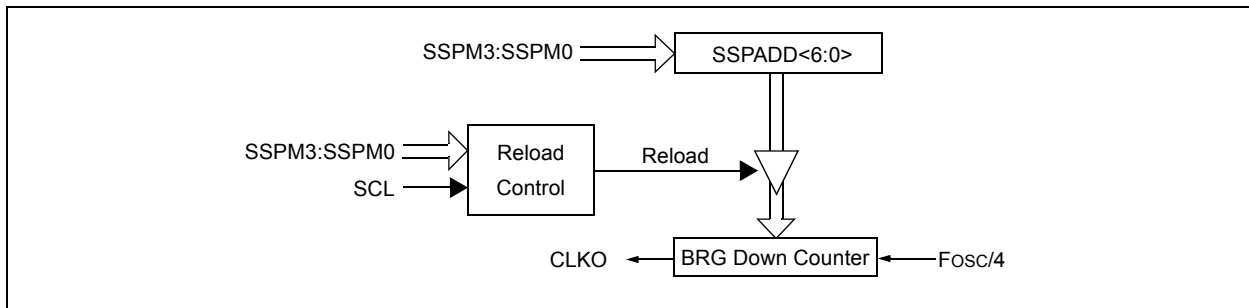 SSPM3:SSPM0
SSPADD<6:0>
SSPM3:SSPM0
SCL
Reload
Control
Reload
CLKO
BRG Down Counter
FOSC/4